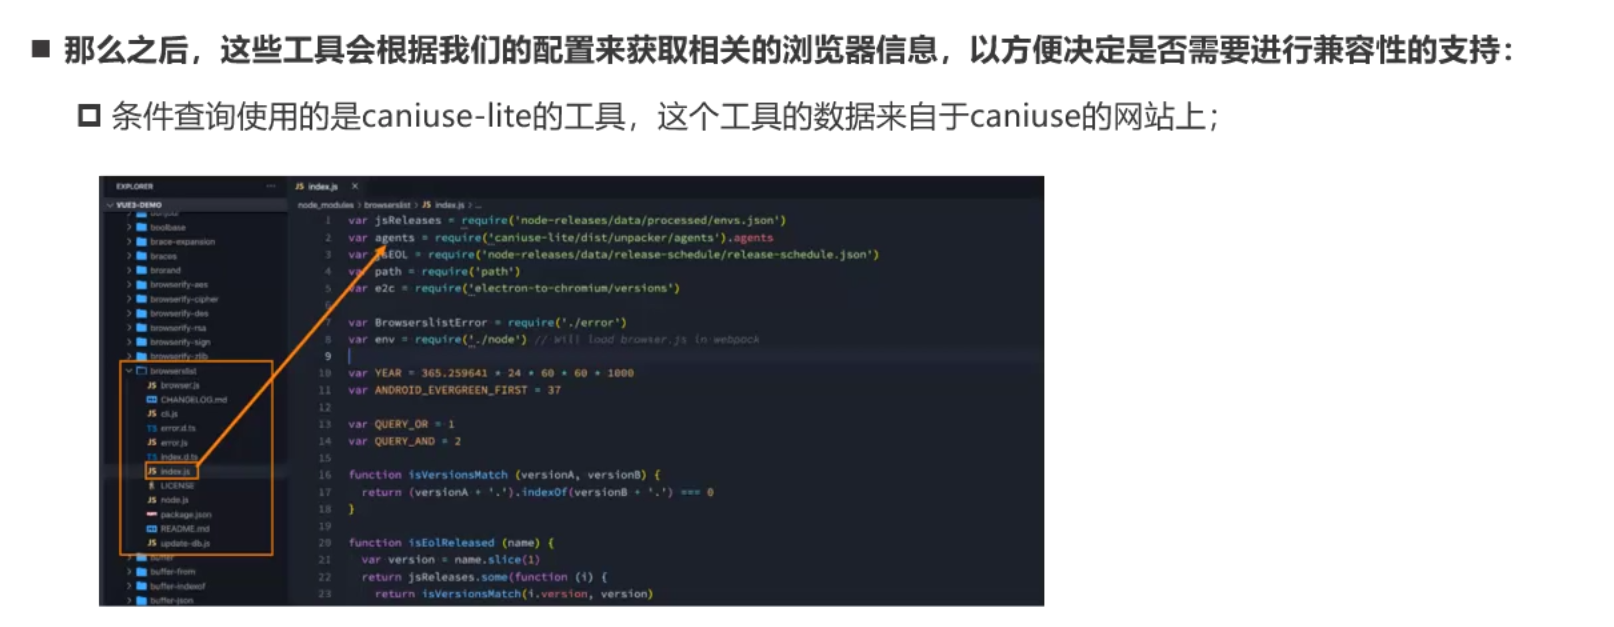 那么之后，这些工具会根据我们的配置来获取相关的浏览器信息，以方便决定是否需要进行兼容性的支持：
条件查询使用的是caniuse-lite的工具，这个工具的数据来自于caniuse的网站上；
EXPLORER
VUE3-DEMO
boolbase
brace-expansion
braces
brorand
browserify-aes
browserify-cipher
browserify-des
browserify-rsa
browserify-sign
browserify-zlib
browserslist
JS browser.js
CHANGELOG.md
JS cli.js
TS error.d.ts
JS error.js
TS index.d.ts
JS index.js
LICENSE
JS node.js
package.json
README.md
JS update-db.js
buffer
buffer-from
buffer-indexof
buffer-json
JS index.js ×
node_modules > browserslist > JS index.js > ...
1 var jsReleases = require('node-releases/data/processed/envs.json')
2 var agents = require('caniuse-lite/dist/unpacker/agents').agents
3 var jsEOL = require('node-releases/data/release-schedule/release-schedule.json')
4 var path = require('path')
5 var e2c = require('electron-to-chromium/versions')
6
7 var BrowserslistError = require('./error')
8 var env = require('./node') // Will load browser.js in webpack
9
10 var YEAR = 365.259641 * 24 * 60 * 60 * 1000
11 var ANDROID_EVERGREEN_FIRST = 37
12
13 var QUERY_OR = 1
14 var QUERY_AND = 2
15
16 function isVersionsMatch (versionA, versionB) {
17 return (versionA + '.').indexOf(versionB + '.') === 0
18 }
19
20 function isEolReleased (name) {
21 var version = name.slice(1)
22 return jsReleases.some(function (i) {
23 return isVersionsMatch(i.version, version)